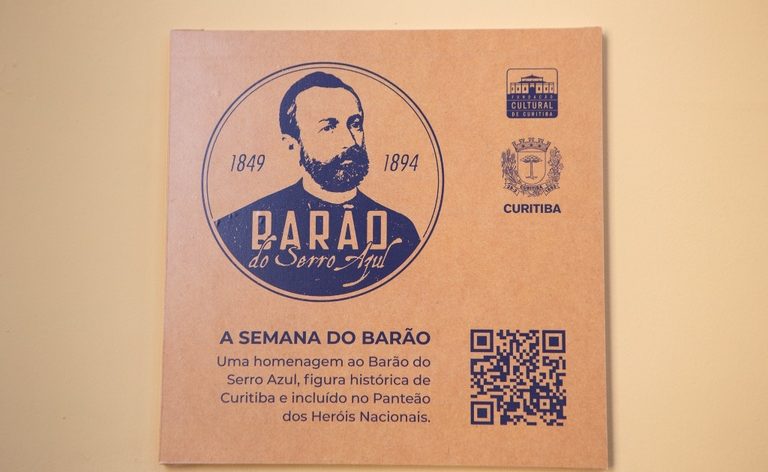 1849
1894
BARÃO
do Serro Azul
FUNDAÇÃO
CULTURAL
DE CURITIBA
CURITIBA
CURITIBA
A SEMANA DO BARÃO
Uma homenagem ao Barão do
Serro Azul, figura histórica de
Curitiba e incluído no Panteão
dos Heróis Nacionais.